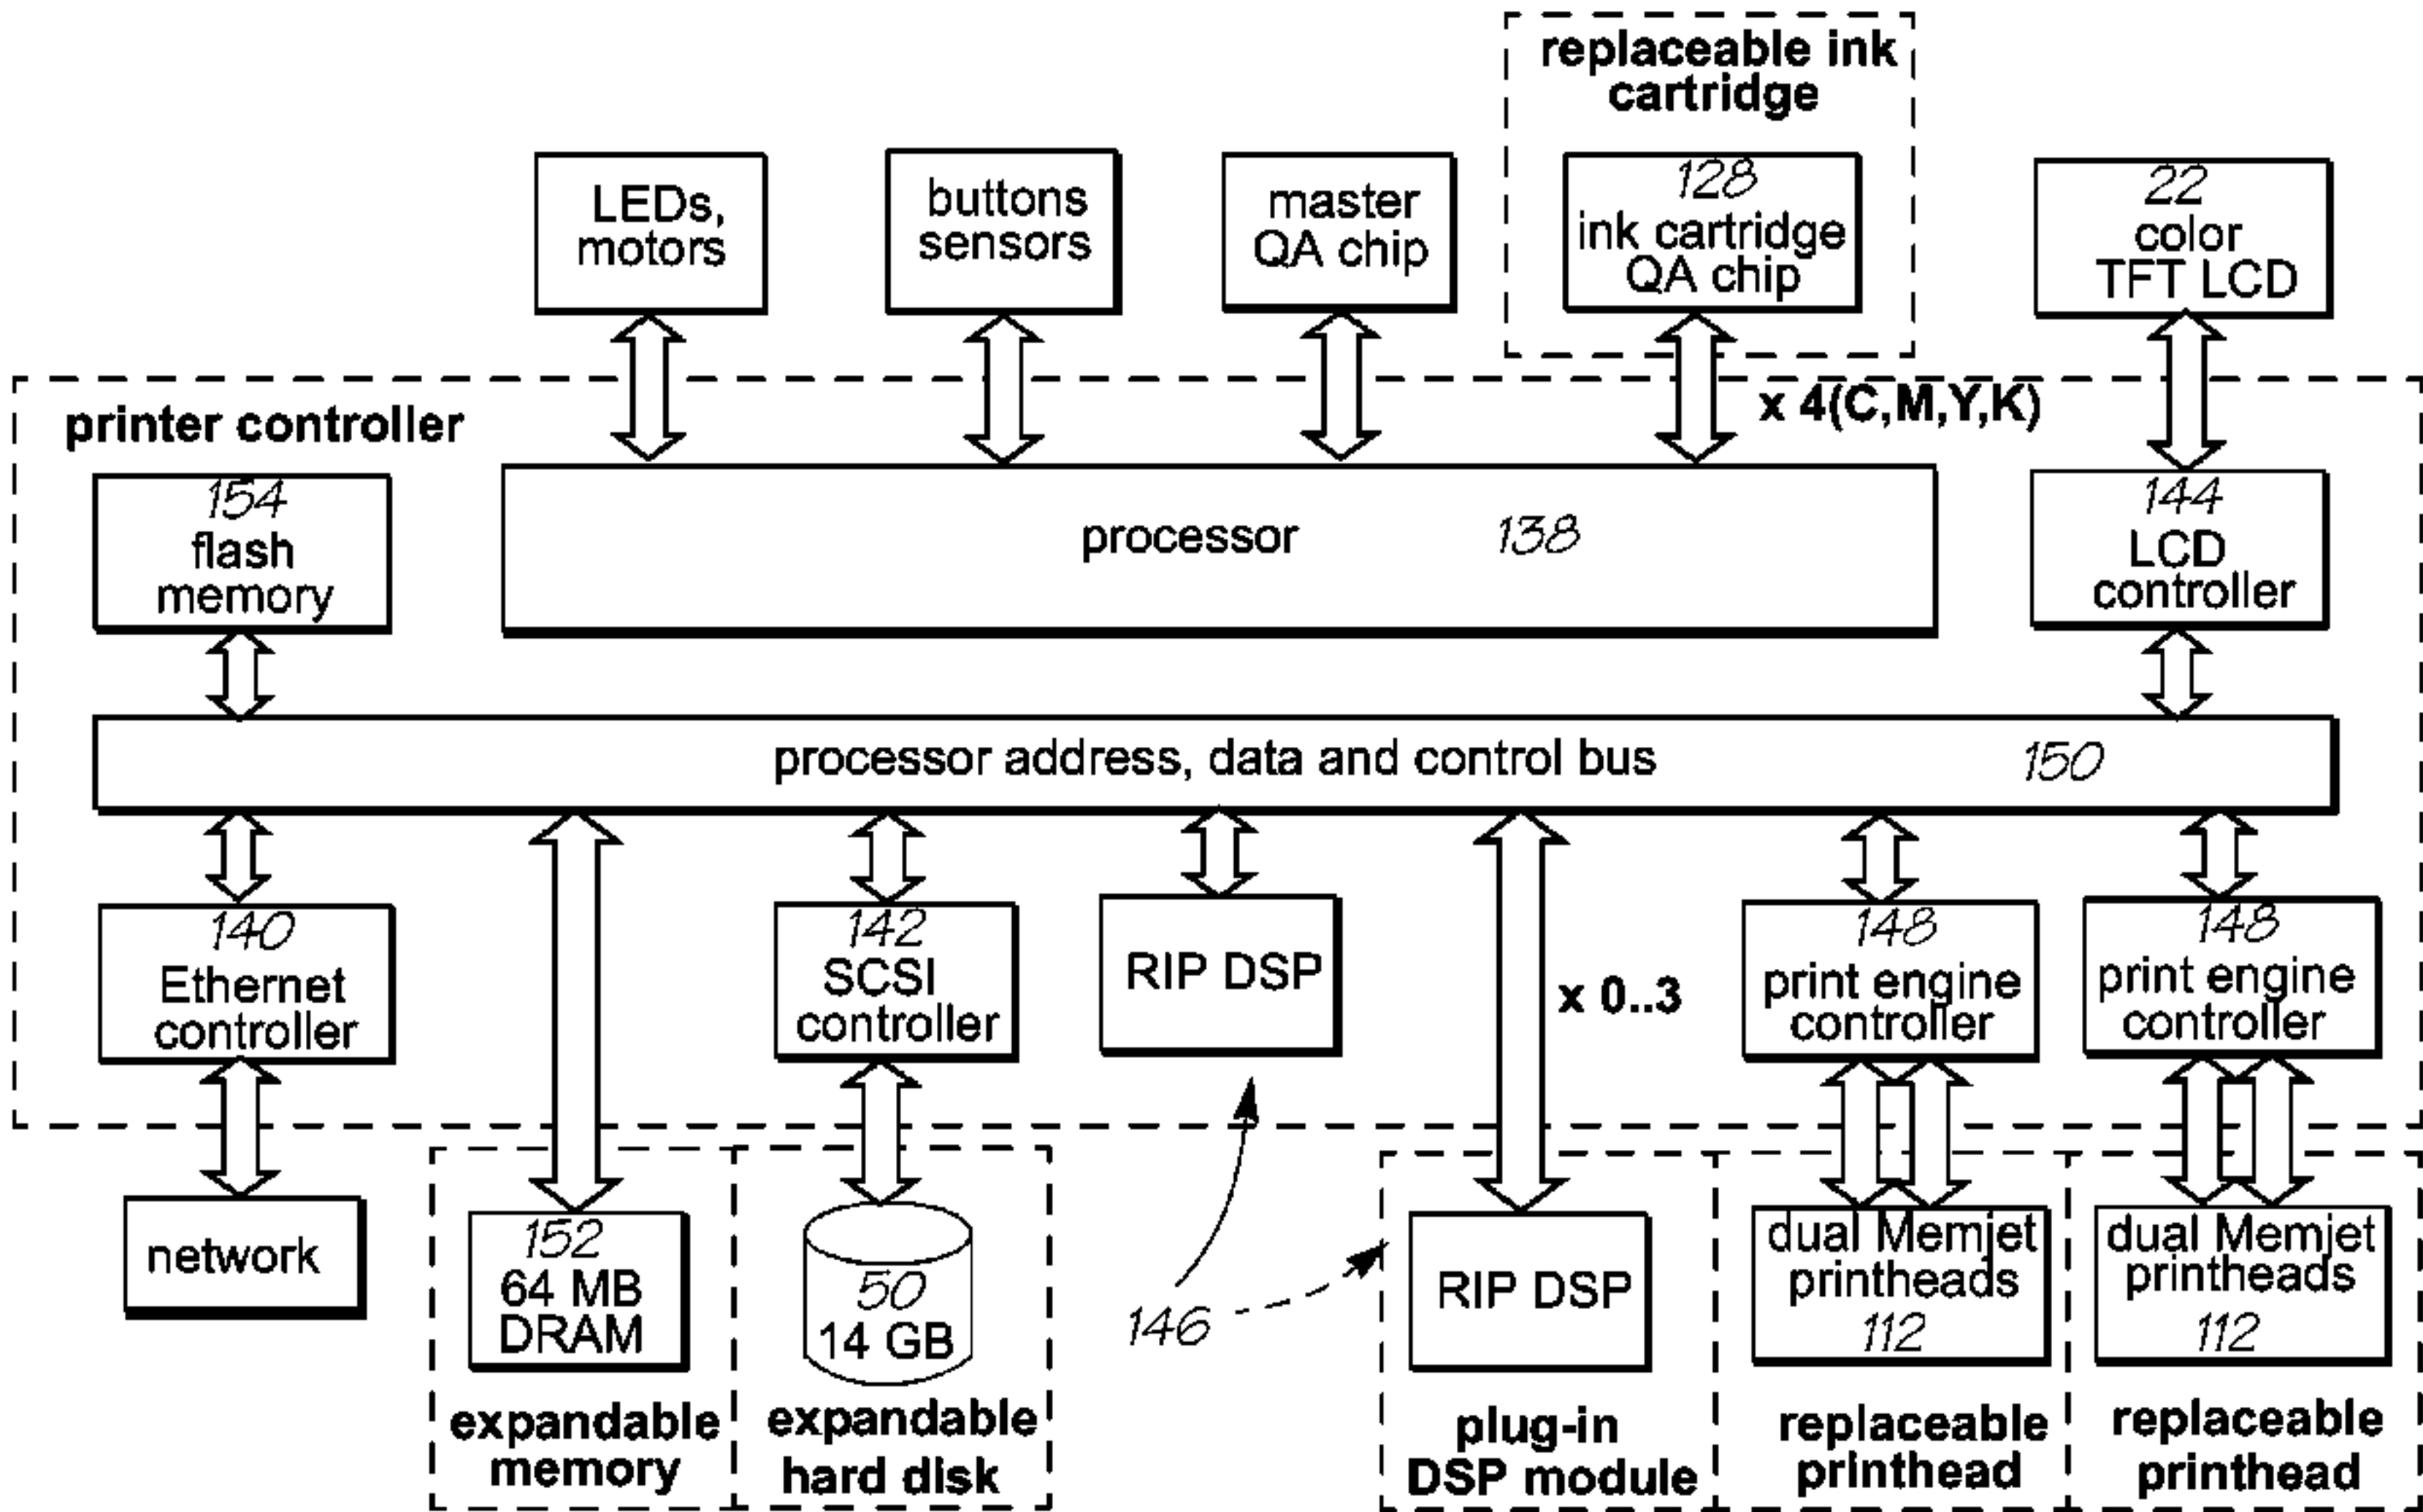 replaceable ink
cartridge
LEDs,
motors
buttons
sensors
master
QA chip
128
ink cartridge
QA chip
22
color
TFT LCD
x 4(C,M,Y,K)
printer controller
154
flash
memory
processor 138
144
LCD
controller
processor address, data and control bus 150
140
Ethernet
controller
142
SCSI
controller
RIP DSP
x 0..3
148
print engine
controller
148
print engine
controller
network
152
64 MB
DRAM
expandable
memory
50
14 GB
expandable
hard disk
146
RIP DSP
plug-in
DSP module
dual Memjet
printheads
112
replaceable
printhead
dual Memjet
printheads
112
replaceable
printhead